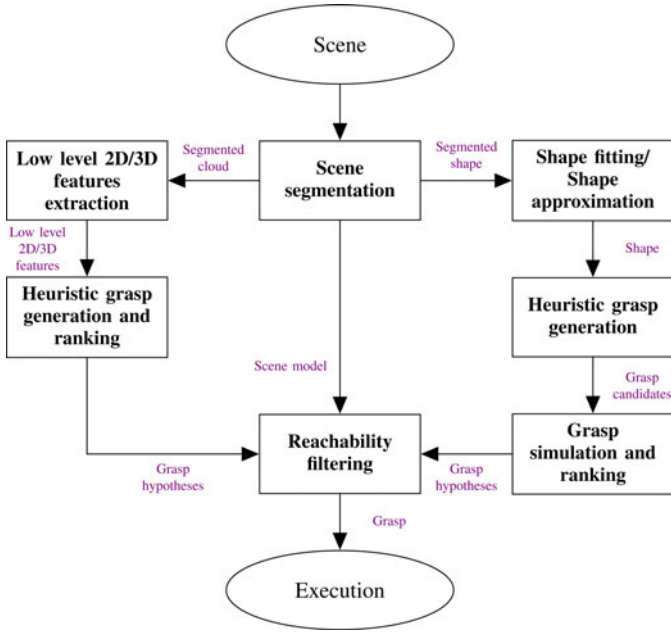 Scene
Segmented
cloud
Segmented
shape
Low level 2D/3D
features
extraction
Scene
segmentation
Shape fitting/
Shape
approximation
Low level
2D/3D
features
Shape
Heuristic grasp
generation and
ranking
Heuristic grasp
generation
Scene model
Grasp
candidates
Reachability
filtering
Grasp
simulation and
ranking
Grasp
hypotheses
Grasp
hypotheses
Grasp
Execution